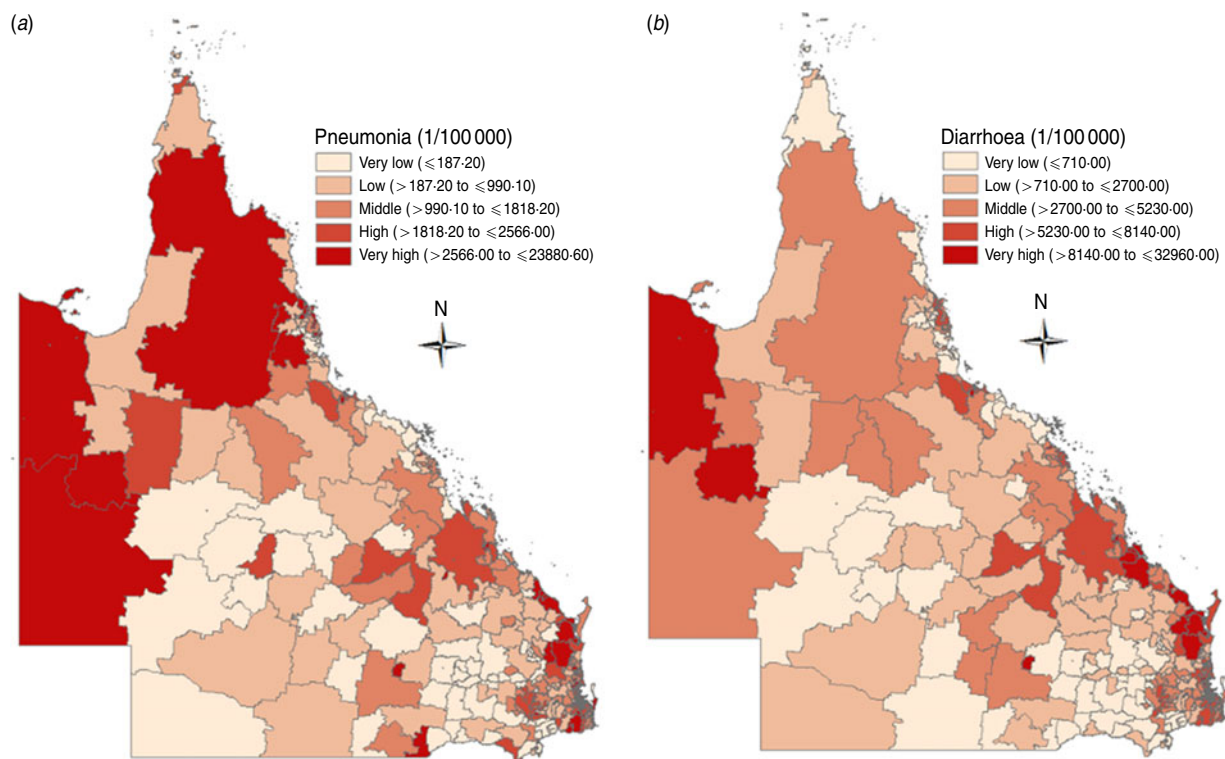 (a)
Pneumonia (1/100 000)
Very low (⩽187·20)
Low (>187·20 to ⩽990·10)
Middle (>990·10 to ⩽1818·20)
High (>1818·20 to ⩽2566·00)
Very high (>2566·00 to ⩽23880·60)
N
(b)
Diarrhoea (1/100 000)
Very low (⩽710·00)
Low (>710·00 to ⩽2700·00)
Middle (>2700·00 to ⩽5230·00)
High (>5230·00 to ⩽8140·00)
Very high (>8140·00 to ⩽32960·00)
N